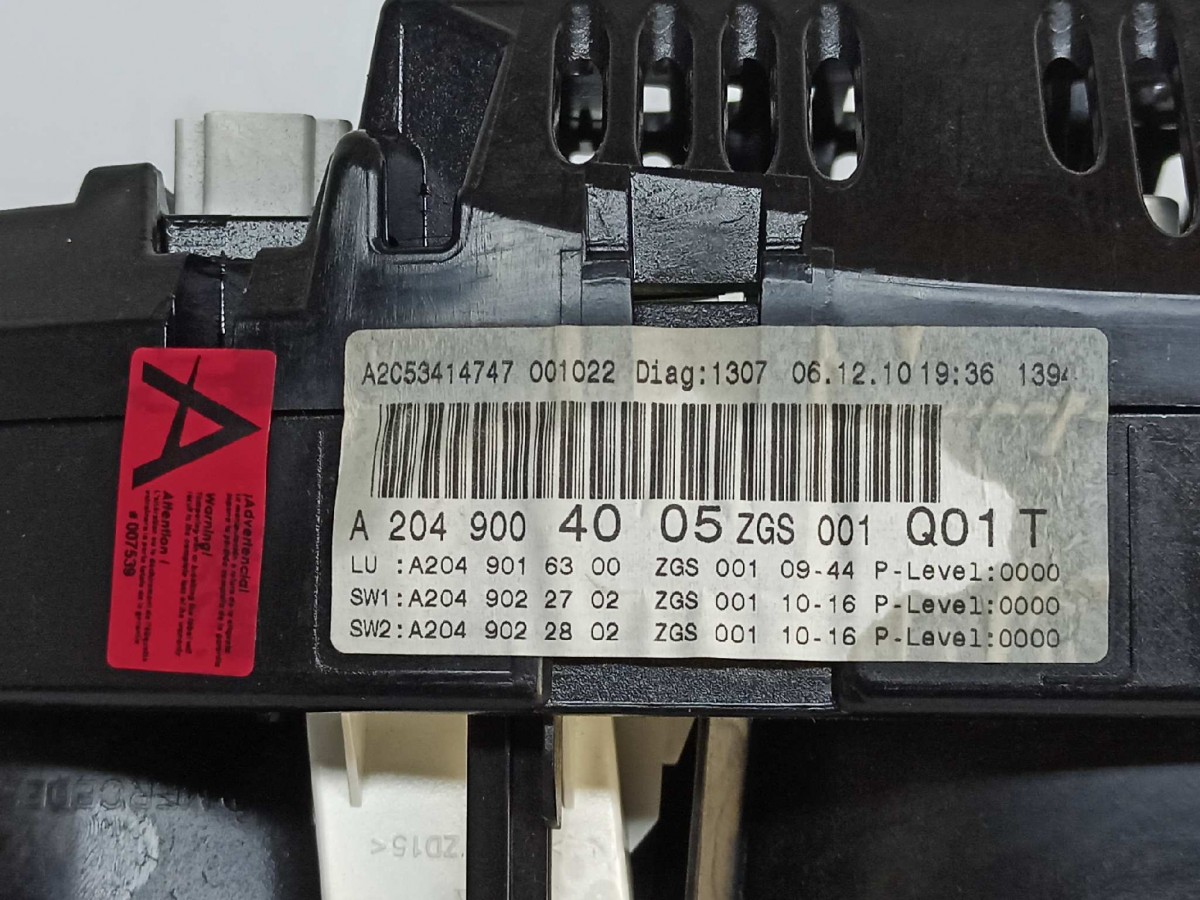 A2C53414747 001022 Diag:1307 06.12.10 19:36 1394
A 204 900 40 05 ZGS 001 Q01 T
LU :A204 901 63 00 ZGS 001 09-44 P-Level:0000
SW1:A204 902 27 02 ZGS 001 10-16 P-Level:0000
SW2:A204 902 28 02 ZGS 001 10-16 P-Level:0000
A
¡Advertencia!
Warning!
Attention !
# 007539
ZD15<